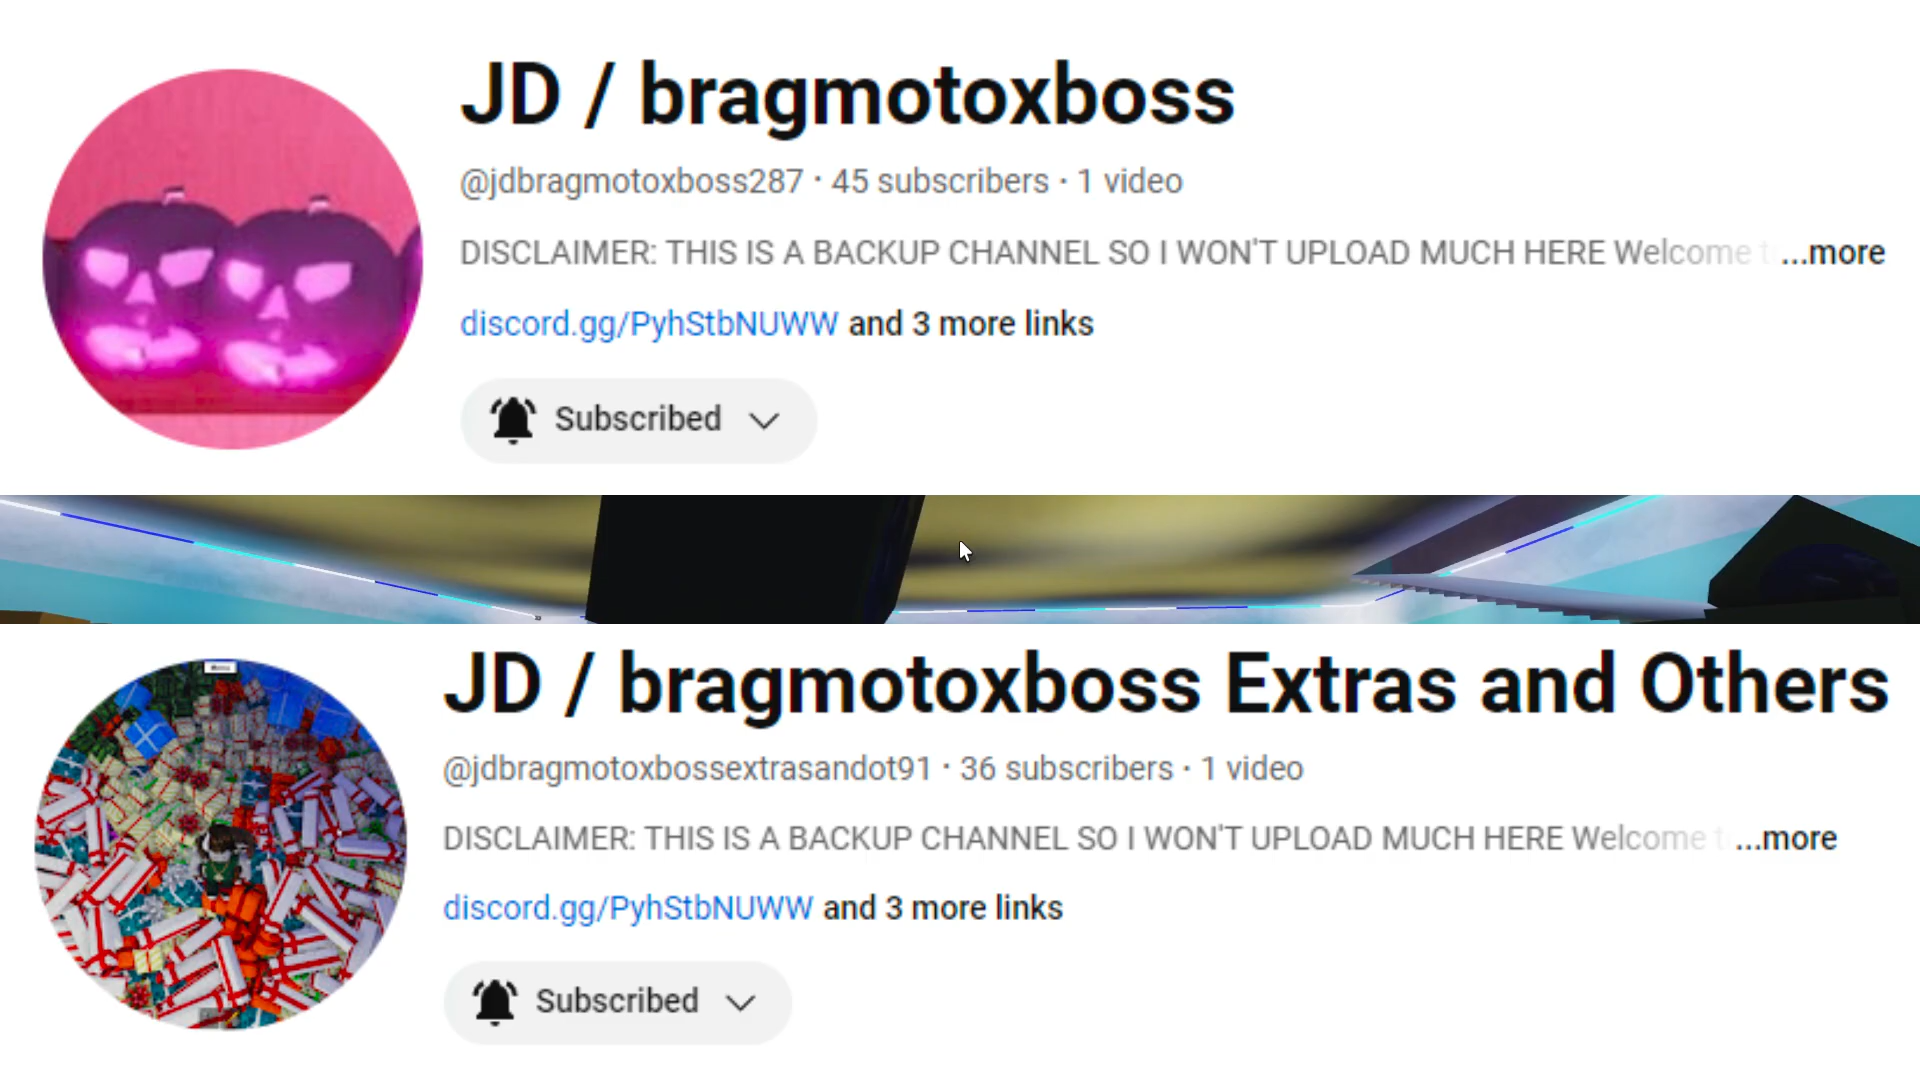 JD / bragmotoxboss
@jdbragmotoxboss287 · 45 subscribers · 1 video
DISCLAIMER: THIS IS A BACKUP CHANNEL SO I WON'T UPLOAD MUCH HERE Welcome t ...more
discord.gg/PyhStbNUWW and 3 more links
Subscribed
JD / bragmotoxboss Extras and Others
@jdbragmotoxbossextrasandot91 · 36 subscribers · 1 video
DISCLAIMER: THIS IS A BACKUP CHANNEL SO I WON'T UPLOAD MUCH HERE Welcome t ...more
discord.gg/PyhStbNUWW and 3 more links
Subscribed